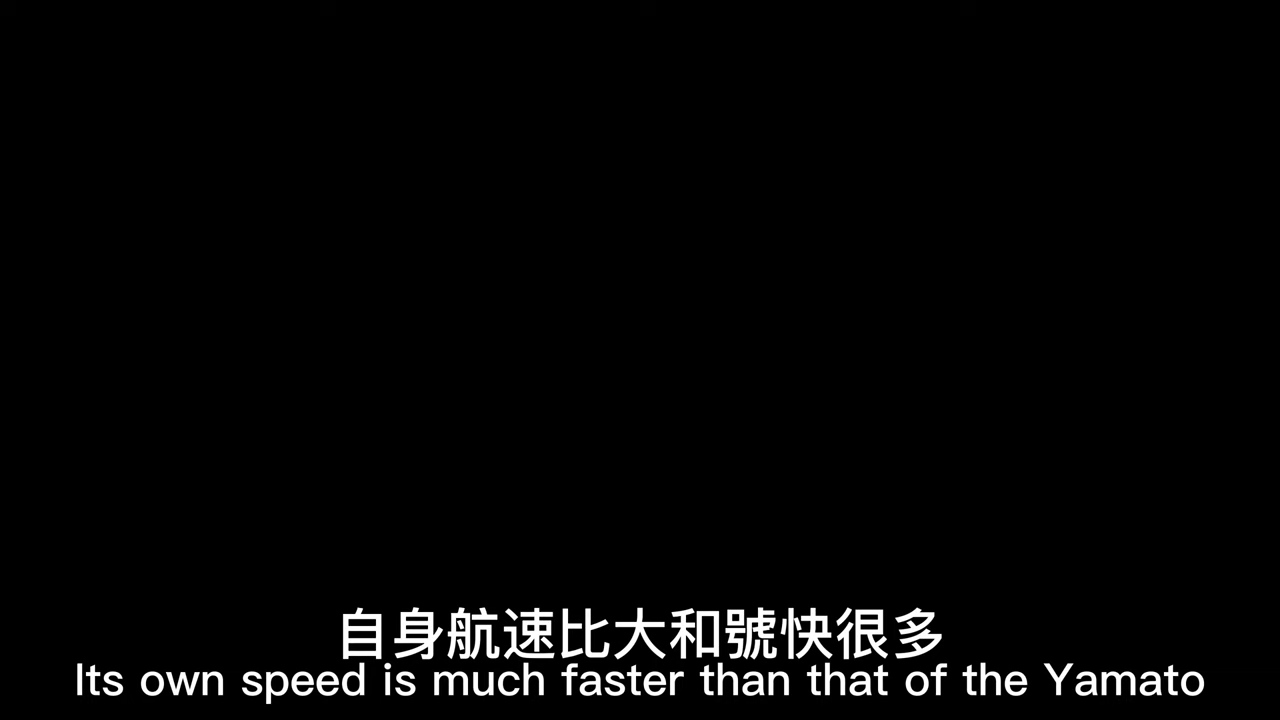 自身航速比大和號快很多
Its own speed is much faster than that of the Yamato